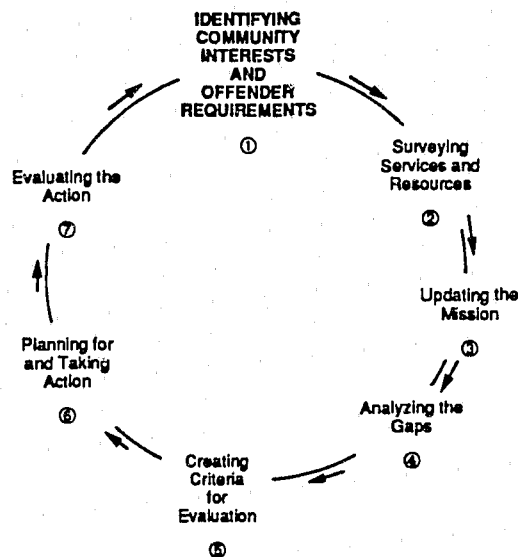 IDENTIFYING
COMMUNITY
INTERESTS
AND
OFFENDER
REQUIREMENTS
①
Surveying
Services and
Resources
②
Updating the
Mission
③
Analyzing the
Gaps
④
Creating
Criteria
for
Evaluation
⑤
Planning for
and Taking
Action
⑥
Evaluating the
Action
⑦